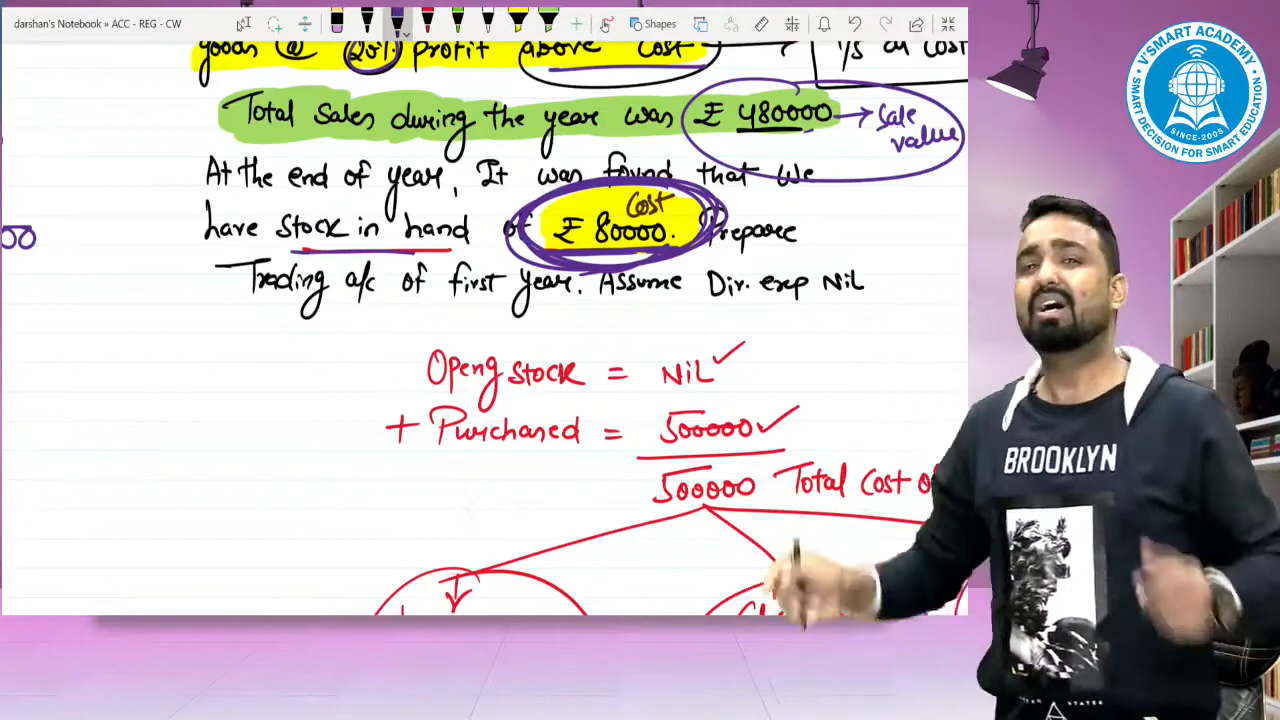 darshan's Notebook » ACC - REG - CW
Shapes
goods @ 20% profit above cost → 1/5 on cost
Total Sales during the year was ₹ 480000 → Sale value
At the end of year, It was found that we
have stock in hand of ₹ 80000. Prepare
Cost
Trading a/c of first year. Assume Dir. exp Nil
Openg stock = Nil ✓
+ Purchased = 500000 ✓
500000 Total Cost
V'SMART ACADEMY
SMART DECISION FOR SMART EDUCATION
SINCE-2005
BROOKLYN